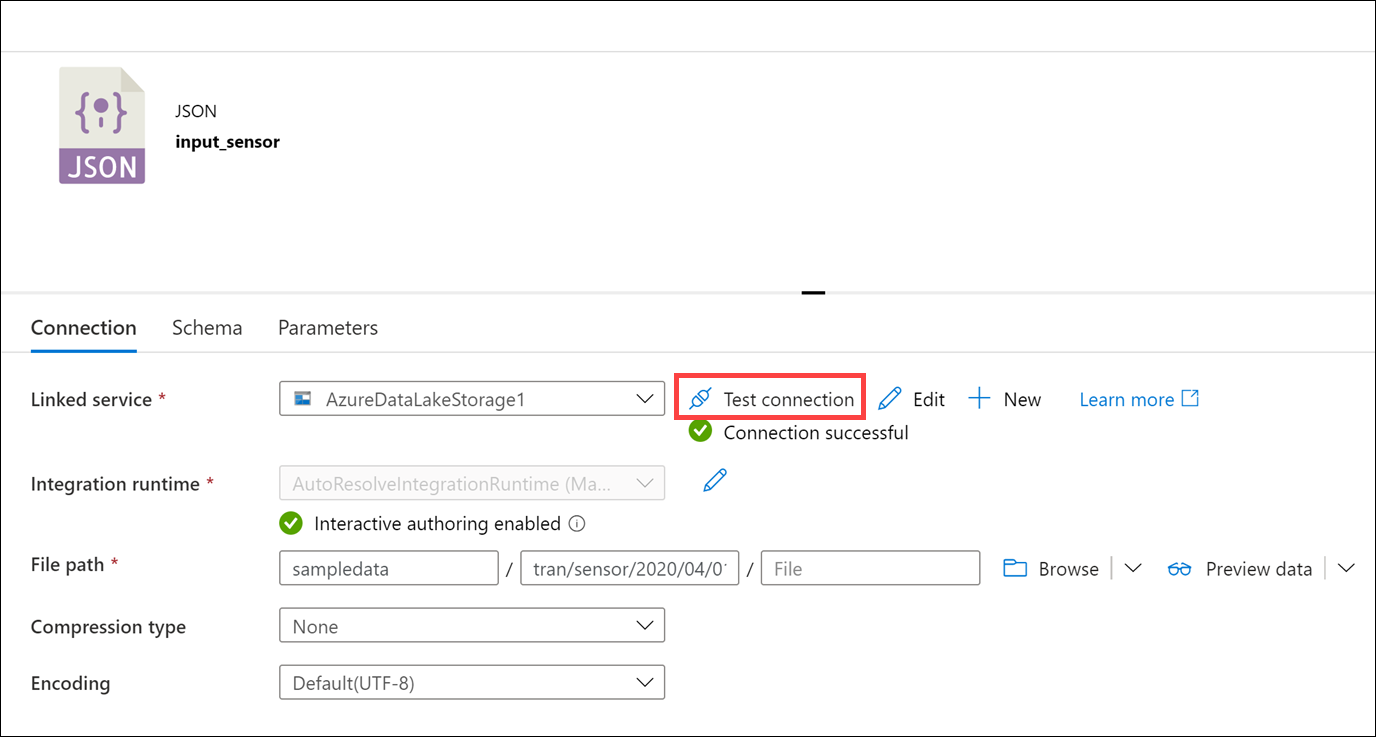 JSON
JSON
input_sensor
Connection Schema Parameters
Linked service * AzureDataLakeStorage1 Test connection Edit New Learn more
Connection successful
Integration runtime * AutoResolveIntegrationRuntime (Ma...
Interactive authoring enabled
File path * sampledata / tran/sensor/2020/04/0 / File Browse Preview data
Compression type None
Encoding Default(UTF-8)